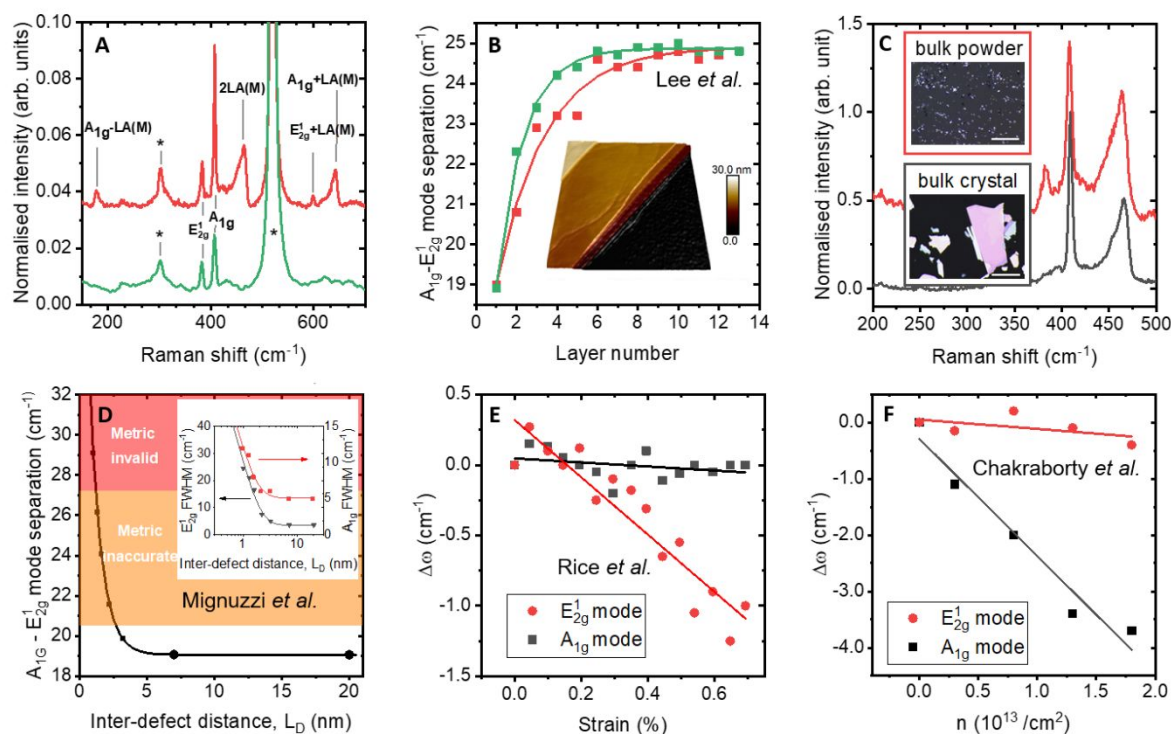 A
Normalised intensity (arb. units)
0.10
0.08
0.06
0.04
0.02
0.00
A1g-LA(M)
*
E¹2g
A1g
2LA(M)
*
A1g+LA(M)
E¹2g+LA(M)
*
200
400
600
Raman shift (cm⁻¹)
B
A1g-E¹2g mode separation (cm⁻¹)
25
24
23
22
21
20
19
Lee et al.
30.0 nm
0.0
0
2
4
6
8
10
12
14
Layer number
C
Normalised intensity (arb. unit)
1.5
1.0
0.5
0.0
bulk powder
bulk crystal
200
250
300
350
400
450
500
Raman shift (cm⁻¹)
D
A1G - E¹2g mode separation (cm⁻¹)
32
30
28
26
24
22
20
18
Metric
invalid
Metric
inaccurate
Mignuzzi et al.
E¹2g FWHM (cm⁻¹)
40
30
20
10
0
A1g FWHM (cm⁻¹)
15
10
5
0
1
10
Inter-defect distance, LD (nm)
0
5
10
15
20
Inter-defect distance, LD (nm)
E
Δω (cm⁻¹)
0.5
0.0
-0.5
-1.0
-1.5
Rice et al.
E¹2g mode
A1g mode
0.0
0.2
0.4
0.6
Strain (%)
F
Δω (cm⁻¹)
0.0
-1.0
-2.0
-3.0
-4.0
Chakraborty et al.
E¹2g mode
A1g mode
0.0
0.5
1.0
1.5
2.0
n (10¹³ /cm²)